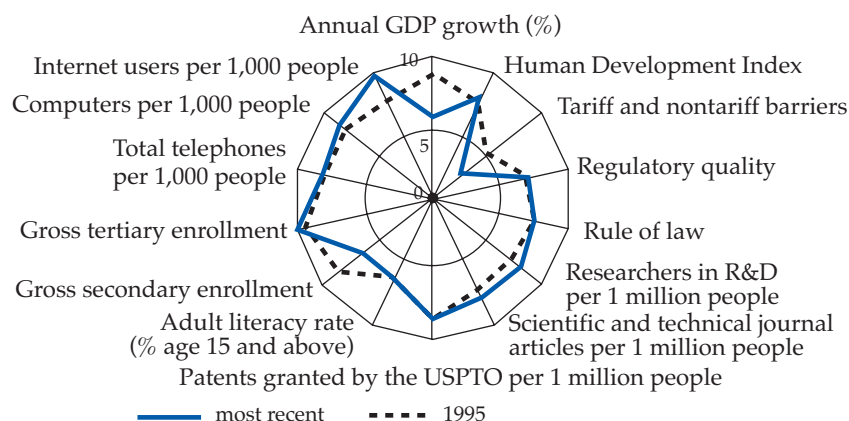 Annual GDP growth (%)
Internet users per 1,000 people
10
Human Development Index
Computers per 1,000 people
Tariff and nontariff barriers
Total telephones
per 1,000 people
5
Regulatory quality
0
Gross tertiary enrollment
Rule of law
Gross secondary enrollment
Researchers in R&D
per 1 million people
Adult literacy rate
(% age 15 and above)
Scientific and technical journal
articles per 1 million people
Patents granted by the USPTO per 1 million people
most recent
1995